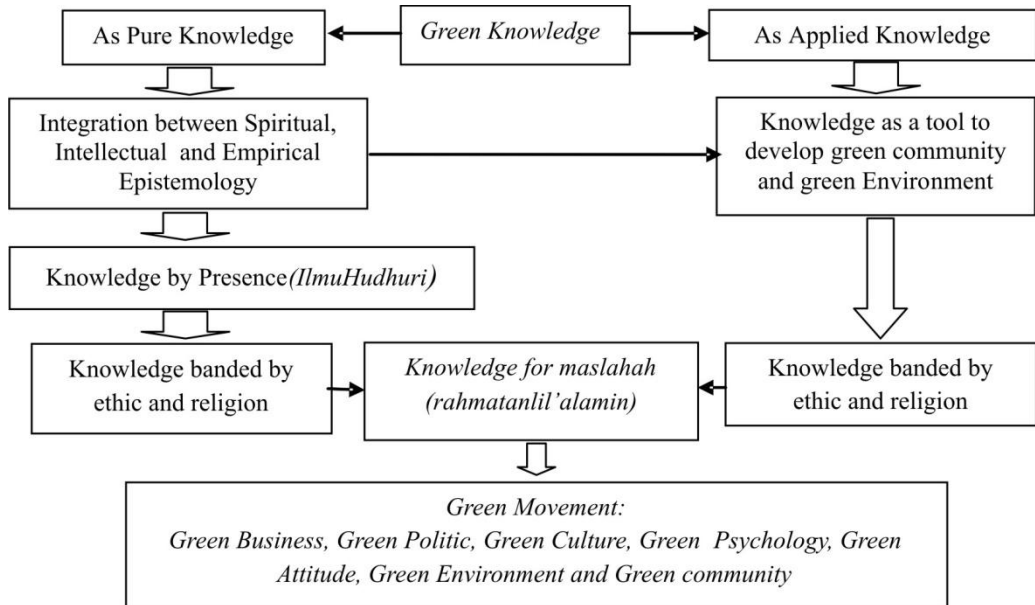 As Pure Knowledge
Green Knowledge
As Applied Knowledge
Integration between Spiritual,
Intellectual and Empirical
Epistemology
Knowledge as a tool to
develop green community
and green Environment
Knowledge by Presence(IlmuHudhuri)
Knowledge banded by
ethic and religion
Knowledge for maslahah
(rahmatanlil’alamin)
Knowledge banded by
ethic and religion
Green Movement:
Green Business, Green Politic, Green Culture, Green Psychology, Green
Attitude, Green Environment and Green community